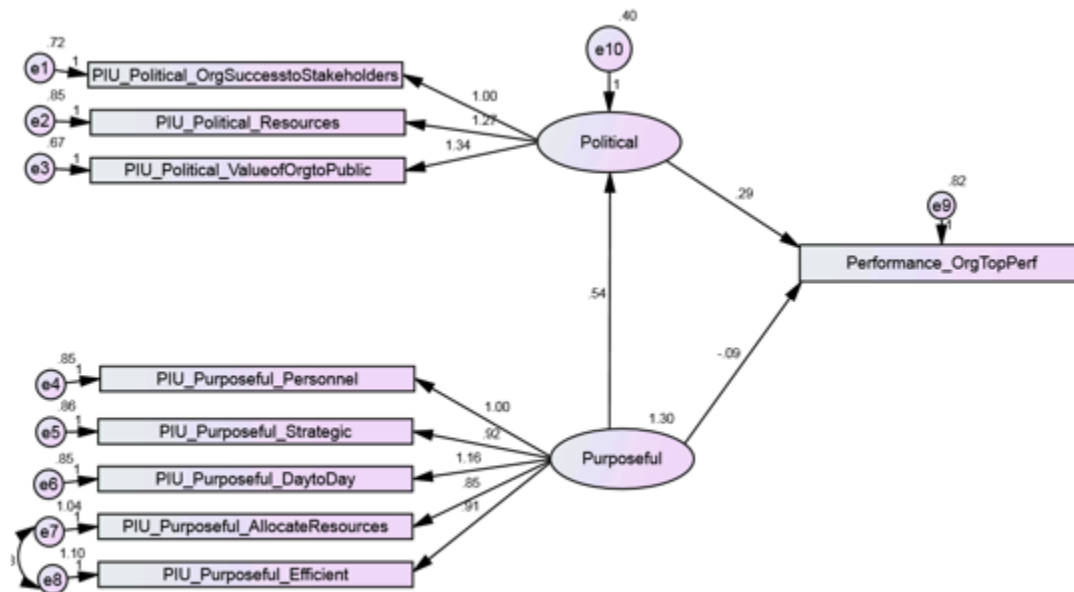 .72
e1
1
PIU_Political_OrgSuccesstoStakeholders
.85
e2
1
PIU_Political_Resources
.67
e3
1
PIU_Political_ValueofOrgtoPublic
1.00
1.27
1.34
.40
e10
1
Political
.29
.82
e9
1
Performance_OrgTopPerf
.54
-.09
.85
e4
1
PIU_Purposeful_Personnel
.86
e5
1
PIU_Purposeful_Strategic
.85
e6
1
PIU_Purposeful_DaytoDay
1.04
e7
1
PIU_Purposeful_AllocateResources
1.10
e8
1
PIU_Purposeful_Efficient
1.00
.92
1.16
.85
.91
1.30
Purposeful